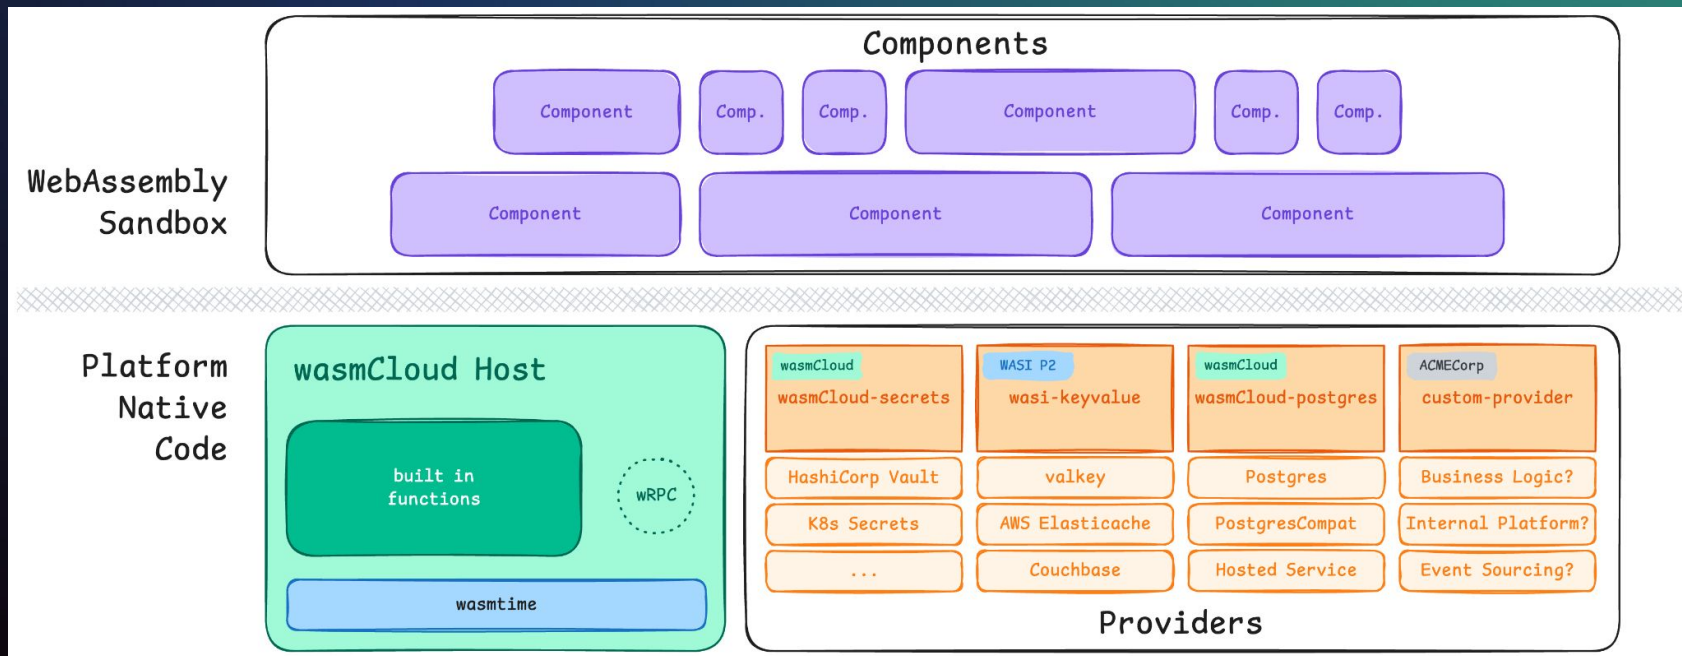 Components
Component
Comp.
Comp.
Component
Comp.
Comp.
WebAssembly
Sandbox
Component
Component
Component
Platform
Native
Code
wasmCloud Host
built in
functions
wRPC
wasmtime
wasmCloud
wasmCloud-secrets
HashiCorp Vault
K8s Secrets
...
WASI P2
wasi-keyvalue
valkey
AWS Elasticache
Couchbase
wasmCloud
wasmCloud-postgres
Postgres
PostgresCompat
Hosted Service
ACMECorp
custom-provider
Business Logic?
Internal Platform?
Event Sourcing?
Providers